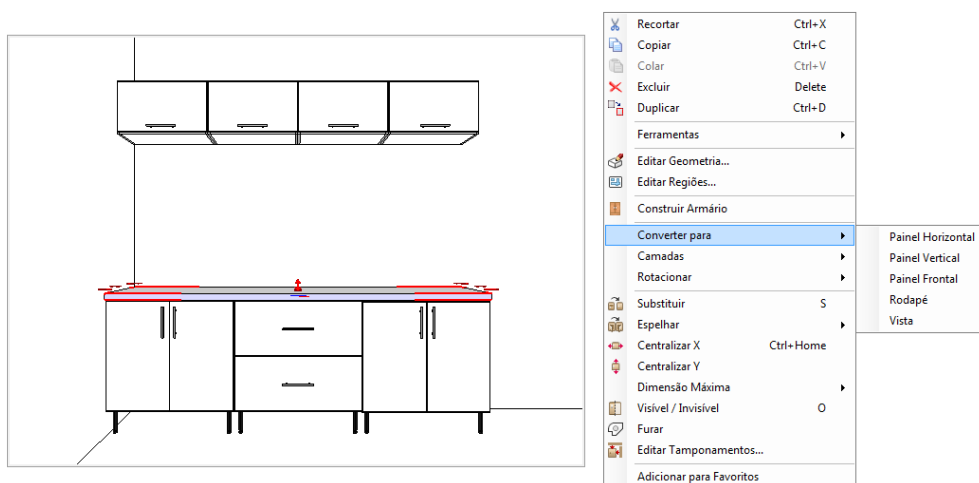 Recortar Ctrl+X
Copiar Ctrl+C
Colar Ctrl+V
Excluir Delete
Duplicar Ctrl+D
Ferramentas
Editar Geometria...
Editar Regiões...
Construir Armário
Converter para
Camadas
Rotacionar
Substituir S
Espelhar
Centralizar X Ctrl+Home
Centralizar Y
Dimensão Máxima
Visível / Invisível O
Furar
Editar Tamponamentos...
Adicionar para Favoritos
Painel Horizontal
Painel Vertical
Painel Frontal
Rodapé
Vista